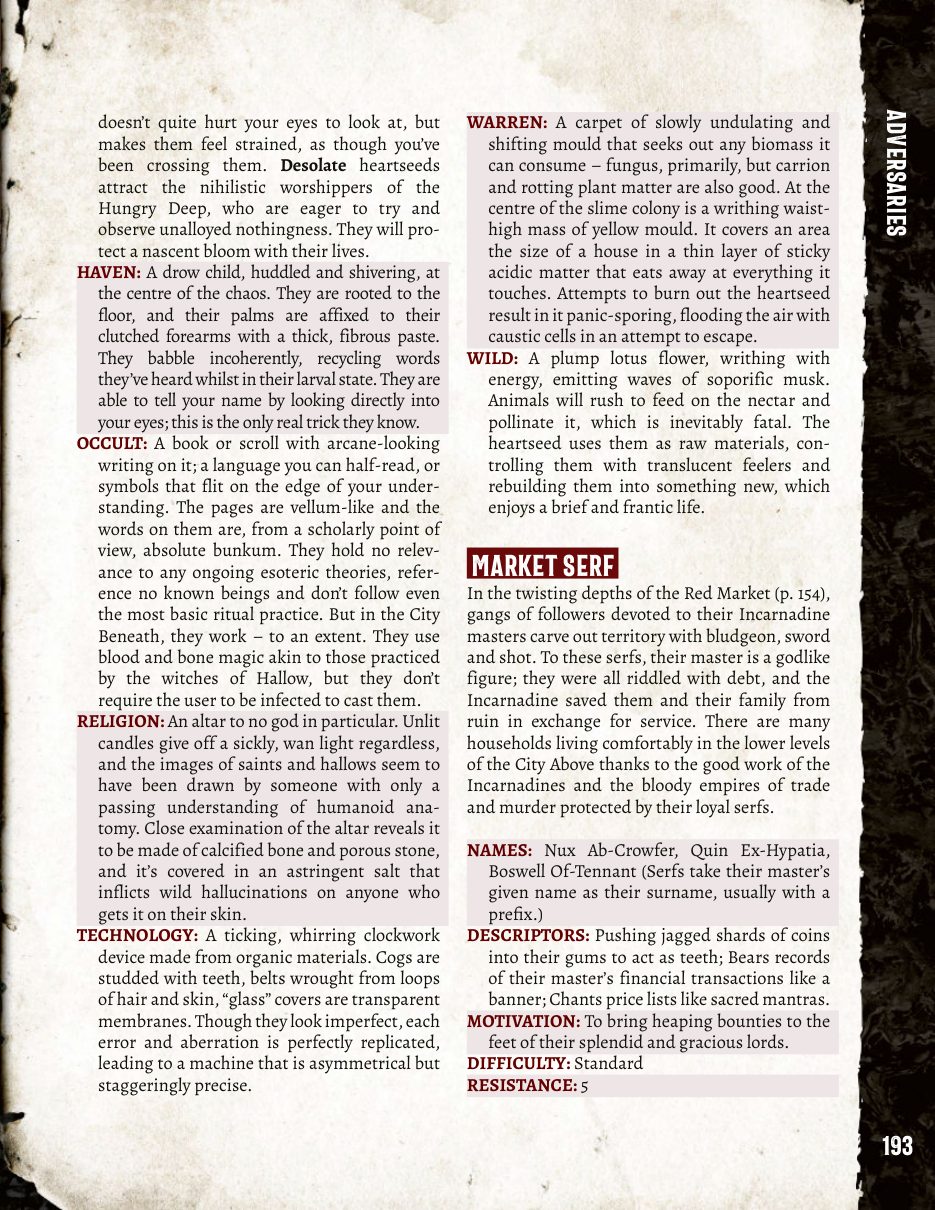 doesn’t quite hurt your eyes to look at, but
makes them feel strained, as though you’ve
been crossing them. Desolate heartseeds
attract the nihilistic worshippers of the
Hungry Deep, who are eager to try and
observe unalloyed nothingness. They will pro-
tect a nascent bloom with their lives.
HAVEN: A drow child, huddled and shivering, at
the centre of the chaos. They are rooted to the
floor, and their palms are affixed to their
clutched forearms with a thick, fibrous paste.
They babble incoherently, recycling words
they’ve heard whilst in their larval state. They are
able to tell your name by looking directly into
your eyes; this is the only real trick they know.
OCCULT: A book or scroll with arcane-looking
writing on it; a language you can half-read, or
symbols that flit on the edge of your under-
standing. The pages are vellum-like and the
words on them are, from a scholarly point of
view, absolute bunkum. They hold no relev-
ance to any ongoing esoteric theories, refer-
ence no known beings and don’t follow even
the most basic ritual practice. But in the City
Beneath, they work – to an extent. They use
blood and bone magic akin to those practiced
by the witches of Hallow, but they don’t
require the user to be infected to cast them.
RELIGION: An altar to no god in particular. Unlit
candles give off a sickly, wan light regardless,
and the images of saints and hallows seem to
have been drawn by someone with only a
passing understanding of humanoid ana-
tomy. Close examination of the altar reveals it
to be made of calcified bone and porous stone,
and it’s covered in an astringent salt that
inflicts wild hallucinations on anyone who
gets it on their skin.
TECHNOLOGY: A ticking, whirring clockwork
device made from organic materials. Cogs are
studded with teeth, belts wrought from loops
of hair and skin, “glass” covers are transparent
membranes. Though they look imperfect, each
error and aberration is perfectly replicated,
leading to a machine that is asymmetrical but
staggeringly precise.
WARREN: A carpet of slowly undulating and
shifting mould that seeks out any biomass it
can consume – fungus, primarily, but carrion
and rotting plant matter are also good. At the
centre of the slime colony is a writhing waist-
high mass of yellow mould. It covers an area
the size of a house in a thin layer of sticky
acidic matter that eats away at everything it
touches. Attempts to burn out the heartseed
result in it panic-sporing, flooding the air with
caustic cells in an attempt to escape.
WILD: A plump lotus flower, writhing with
energy, emitting waves of soporific musk.
Animals will rush to feed on the nectar and
pollinate it, which is inevitably fatal. The
heartseed uses them as raw materials, con-
trolling them with translucent feelers and
rebuilding them into something new, which
enjoys a brief and frantic life.
MARKET SERF
In the twisting depths of the Red Market (p. 154),
gangs of followers devoted to their Incarnadine
masters carve out territory with bludgeon, sword
and shot. To these serfs, their master is a godlike
figure; they were all riddled with debt, and the
Incarnadine saved them and their family from
ruin in exchange for service. There are many
households living comfortably in the lower levels
of the City Above thanks to the good work of the
Incarnadines and the bloody empires of trade
and murder protected by their loyal serfs.
NAMES: Nux Ab-Crowfer, Quin Ex-Hypatia,
Boswell Of-Tennant (Serfs take their master’s
given name as their surname, usually with a
prefix.)
DESCRIPTORS: Pushing jagged shards of coins
into their gums to act as teeth; Bears records
of their master’s financial transactions like a
banner; Chants price lists like sacred mantras.
MOTIVATION: To bring heaping bounties to the
feet of their splendid and gracious lords.
DIFFICULTY: Standard
RESISTANCE: 5
ADVERSARIES
193